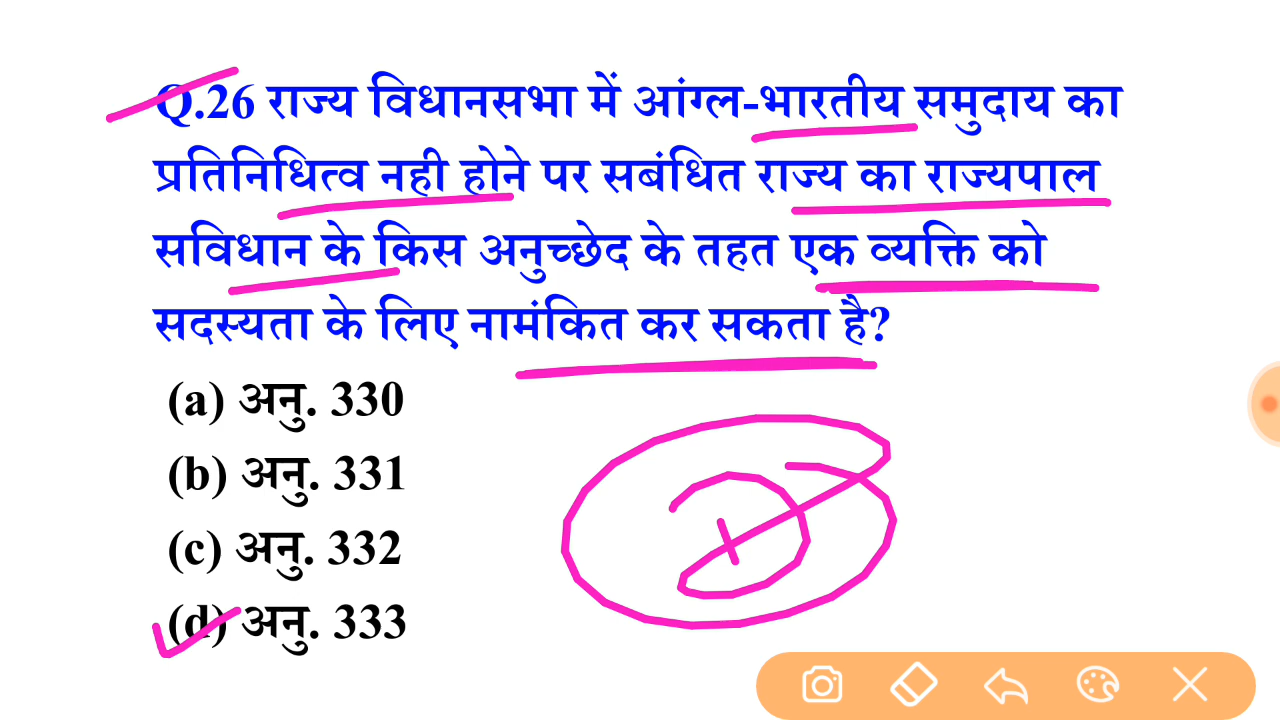 Q.26 राज्य विधानसभा में आंग्ल-भारतीय समुदाय का
प्रतिनिधित्व नही होने पर सबंधित राज्य का राज्यपाल
सविधान के किस अनुच्छेद के तहत एक व्यक्ति को
सदस्यता के लिए नामंकित कर सकता है?
(a) अनु. 330
(b) अनु. 331
(c) अनु. 332
(d) अनु. 333